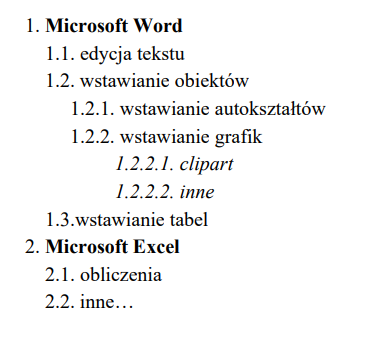 1. Microsoft Word
1.1. edycja tekstu
1.2. wstawianie obiektów
1.2.1. wstawianie autokształtów
1.2.2. wstawianie grafik
1.2.2.1. clipart
1.2.2.2. inne
1.3.wstawianie tabel
2. Microsoft Excel
2.1. obliczenia
2.2. inne…